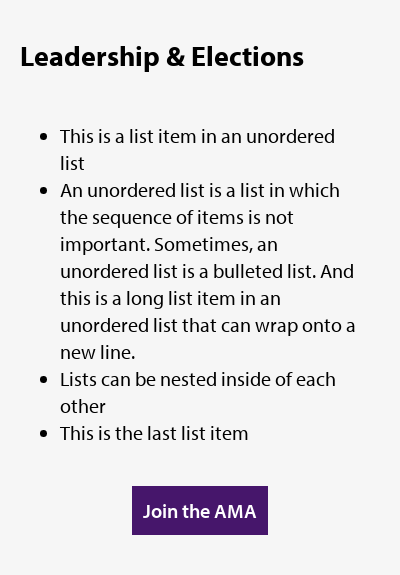 Leadership & Elections
This is a list item in an unordered
list
An unordered list is a list in which
the sequence of items is not
important. Sometimes, an
unordered list is a bulleted list. And
this is a long list item in an
unordered list that can wrap onto a
new line.
Lists can be nested inside of each
other
This is the last list item
Join the AMA